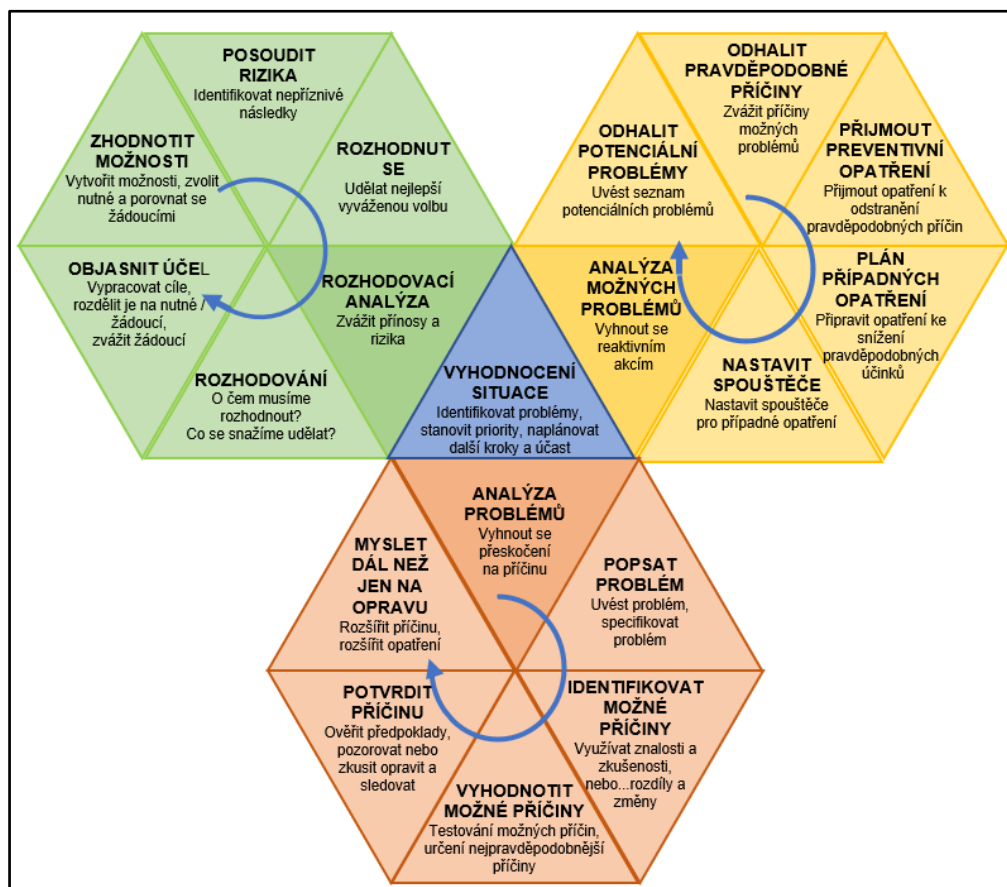 POSOUDIT
RIZIKA
Identifikovat nepříznivé
následky
ZHODNOTIT
MOŽNOSTI
Vytvořit možnosti, zvolit
nutné a porovnat se
žádoucími
ROZHODNUT
SE
Udělat nejlepší
vyváženou volbu
OBJASNIT ÚČEL
Vypracovat cíle,
rozdělit je na nutné /
žádoucí,
zvážit žádoucí
ROZHODOVACÍ
ANALÝZA
Zvážit přínosy a
rizika
ROZHODOVÁNÍ
O čem musíme
rozhodnout?
Co se snažíme udělat?
VYHODNOCENÍ
SITUACE
Identifikovat problémy,
stanovit priority, naplánovat
další kroky a účast
ODHALIT
PRAVDĚPODOBNÉ
PŘÍČINY
Zvážit příčiny
možných
problémů
ODHALIT
POTENCIÁLNÍ
PROBLÉMY
Uvést seznam
potenciálních problémů
PŘIJMOUT
PREVENTIVNÍ
OPATŘENÍ
Přijmout opatření k
odstranění
pravděpodobných příčin
ANALÝZA
MOŽNÝCH
PROBLÉMŮ
Vyhnout se
reaktivním
akcím
PLÁN
PŘÍPADNÝCH
OPATŘENÍ
Připravit opatření ke
snížení
pravděpodobných
účinků
NASTAVIT
SPOUŠTĚČE
Nastavit spouštěče
pro případné opatření
ANALÝZA
PROBLÉMŮ
Vyhnout se
přeskočení
na příčinu
MYSLET
DÁL NEŽ
JEN NA
OPRAVU
Rozšířit příčinu,
rozšířit opatření
POPSAT
PROBLÉM
Uvést problém,
specifikovat
problém
POTVRDIT
PŘÍČINU
Ověřit předpoklady,
pozorovat nebo
zkusit opravit a
sledovat
IDENTIFIKOVAT
MOŽNÉ
PŘÍČINY
Využívat znalosti a
zkušenosti,
nebo...rozdíly a
změny
VYHODNOTIT
MOŽNÉ PŘÍČINY
Testování možných příčin,
určení nejpravděpodobnější
příčiny